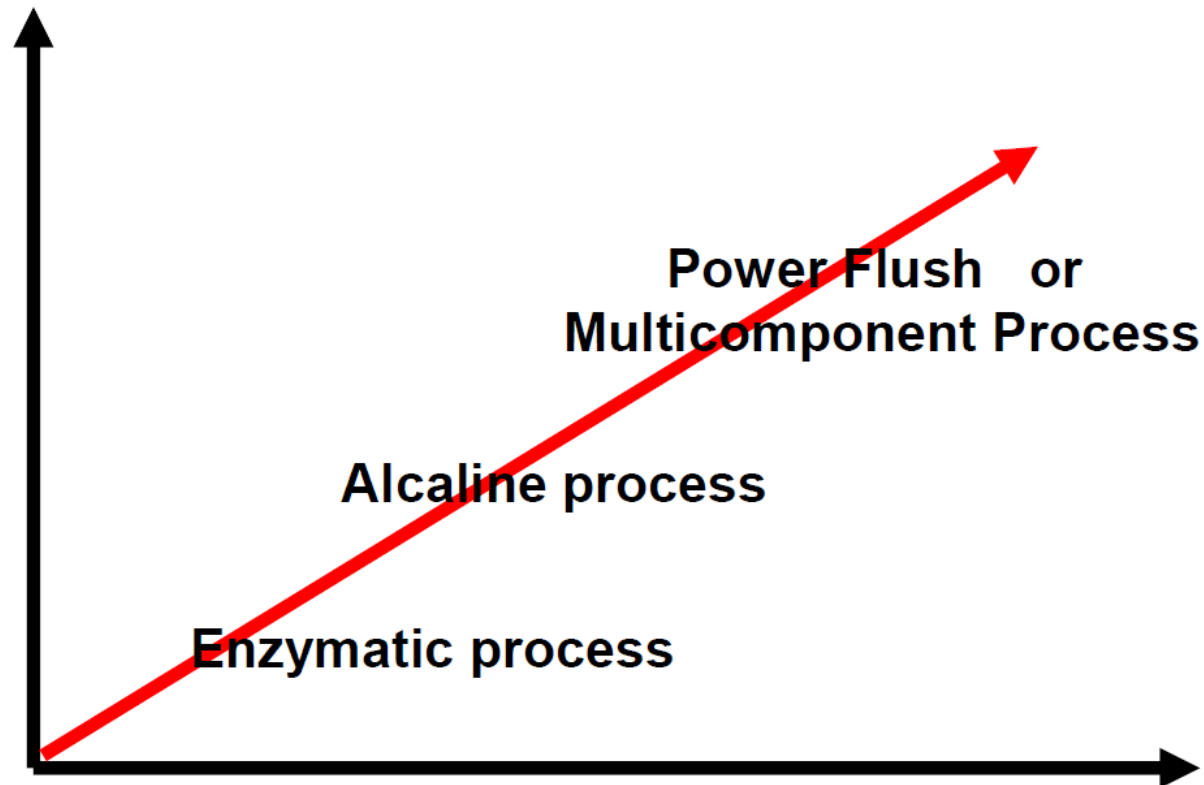 Power Flush or
Multicomponent Process
Alcaline process
Enzymatic process